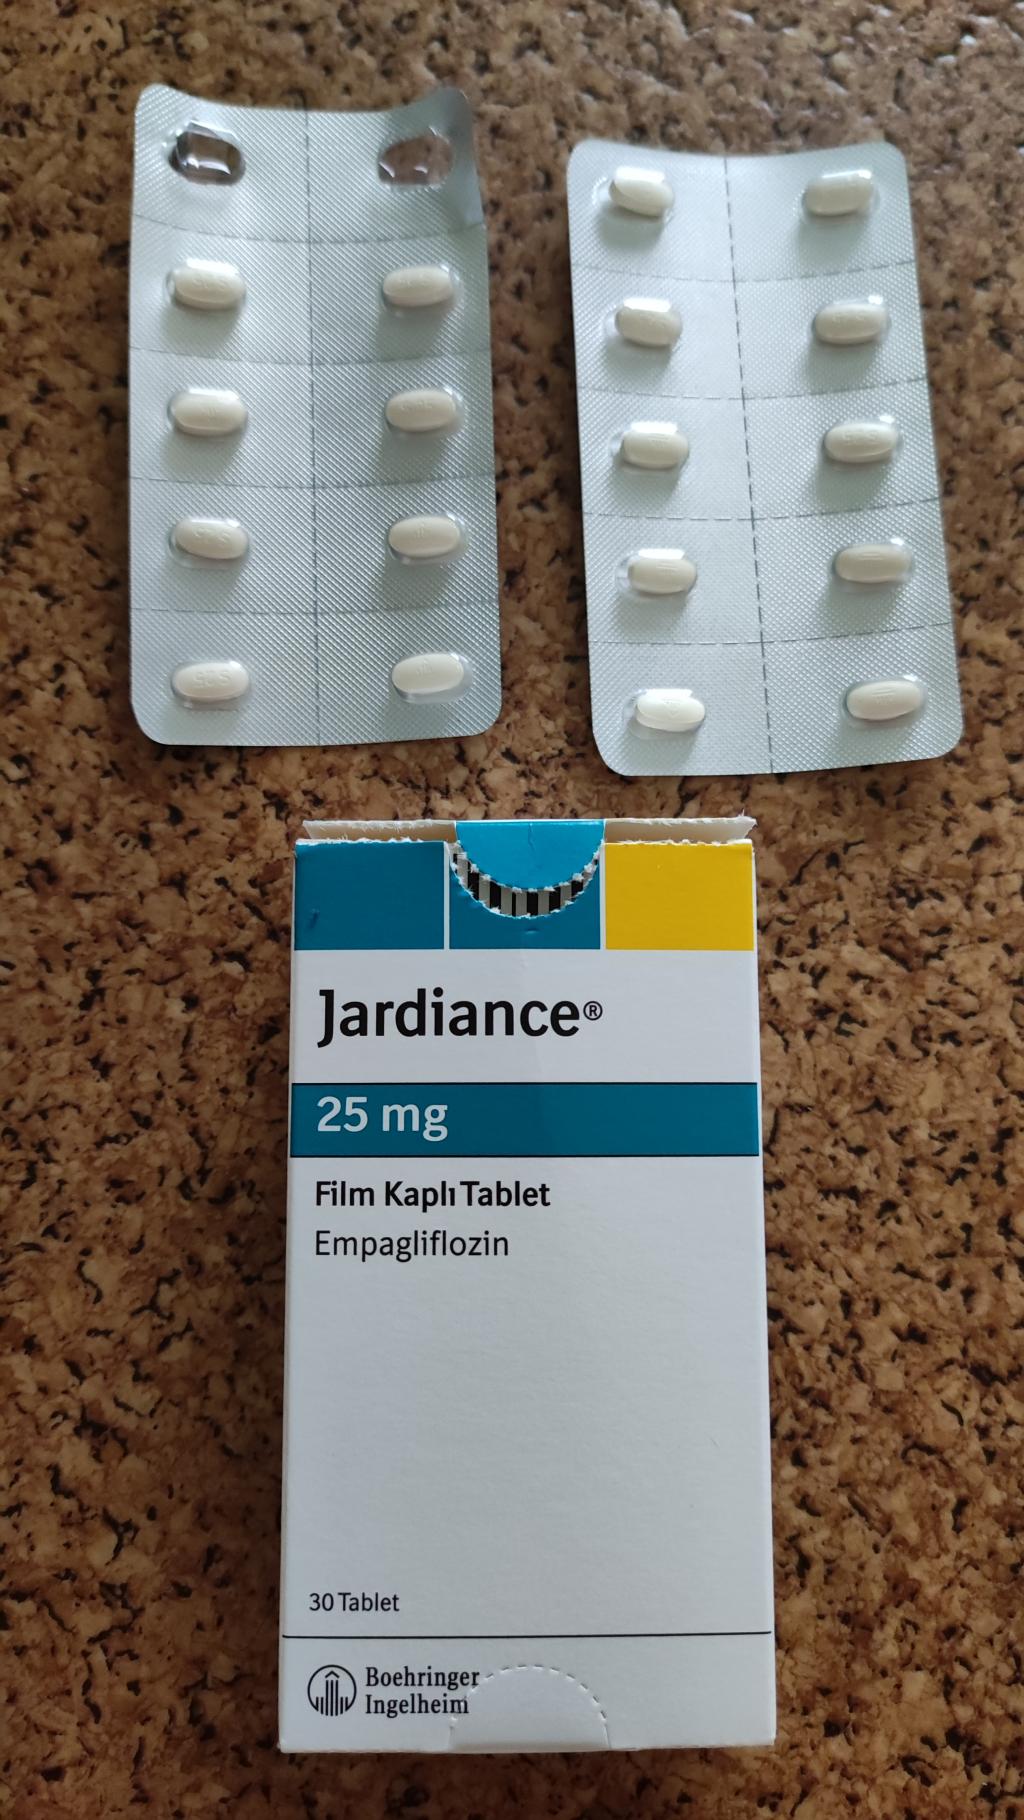 Jardiance®
25 mg
Film Kaplı Tablet
Empagliflozin
30 Tablet
Boehringer
Ingelheim